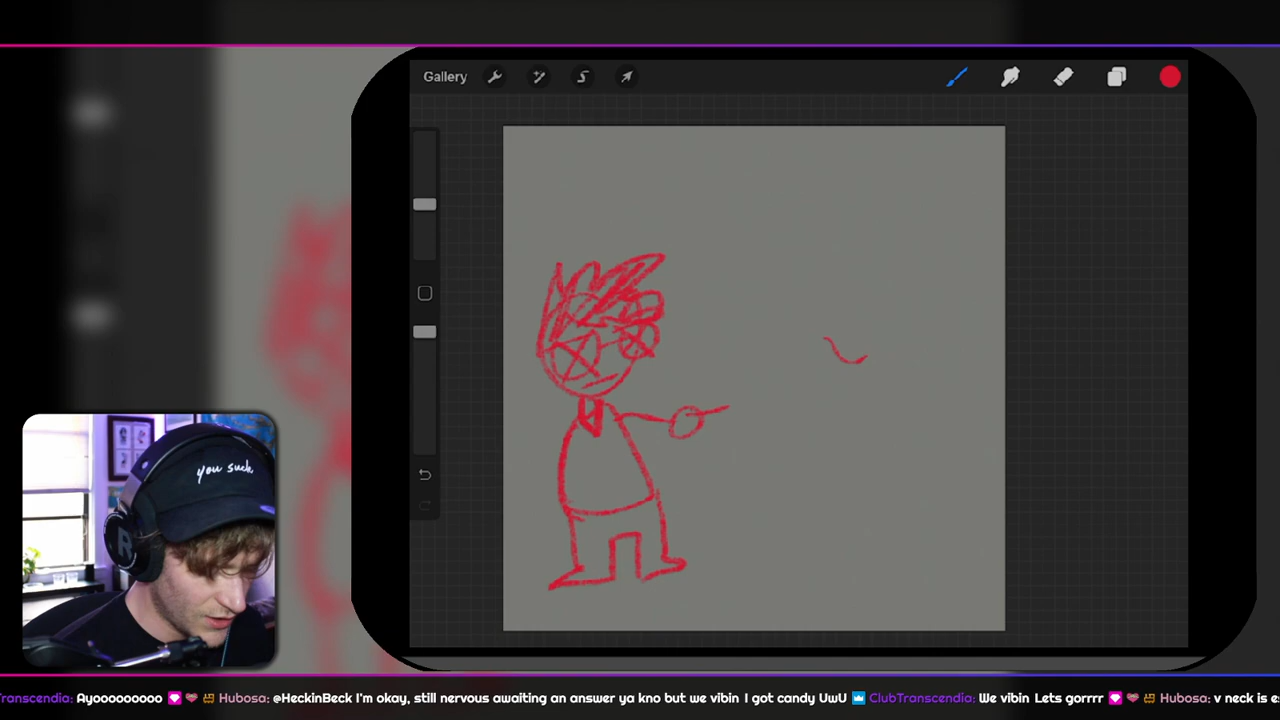 Gallery
you suck
R
Transcendia: Ayooooooooo Hubosa: @HeckinBeck I'm okay, still nervous awaiting an answer ya kno but we vibin I got candy UwU ClubTranscendia: We vibin Lets gorrrr Hubosa: v neck is es